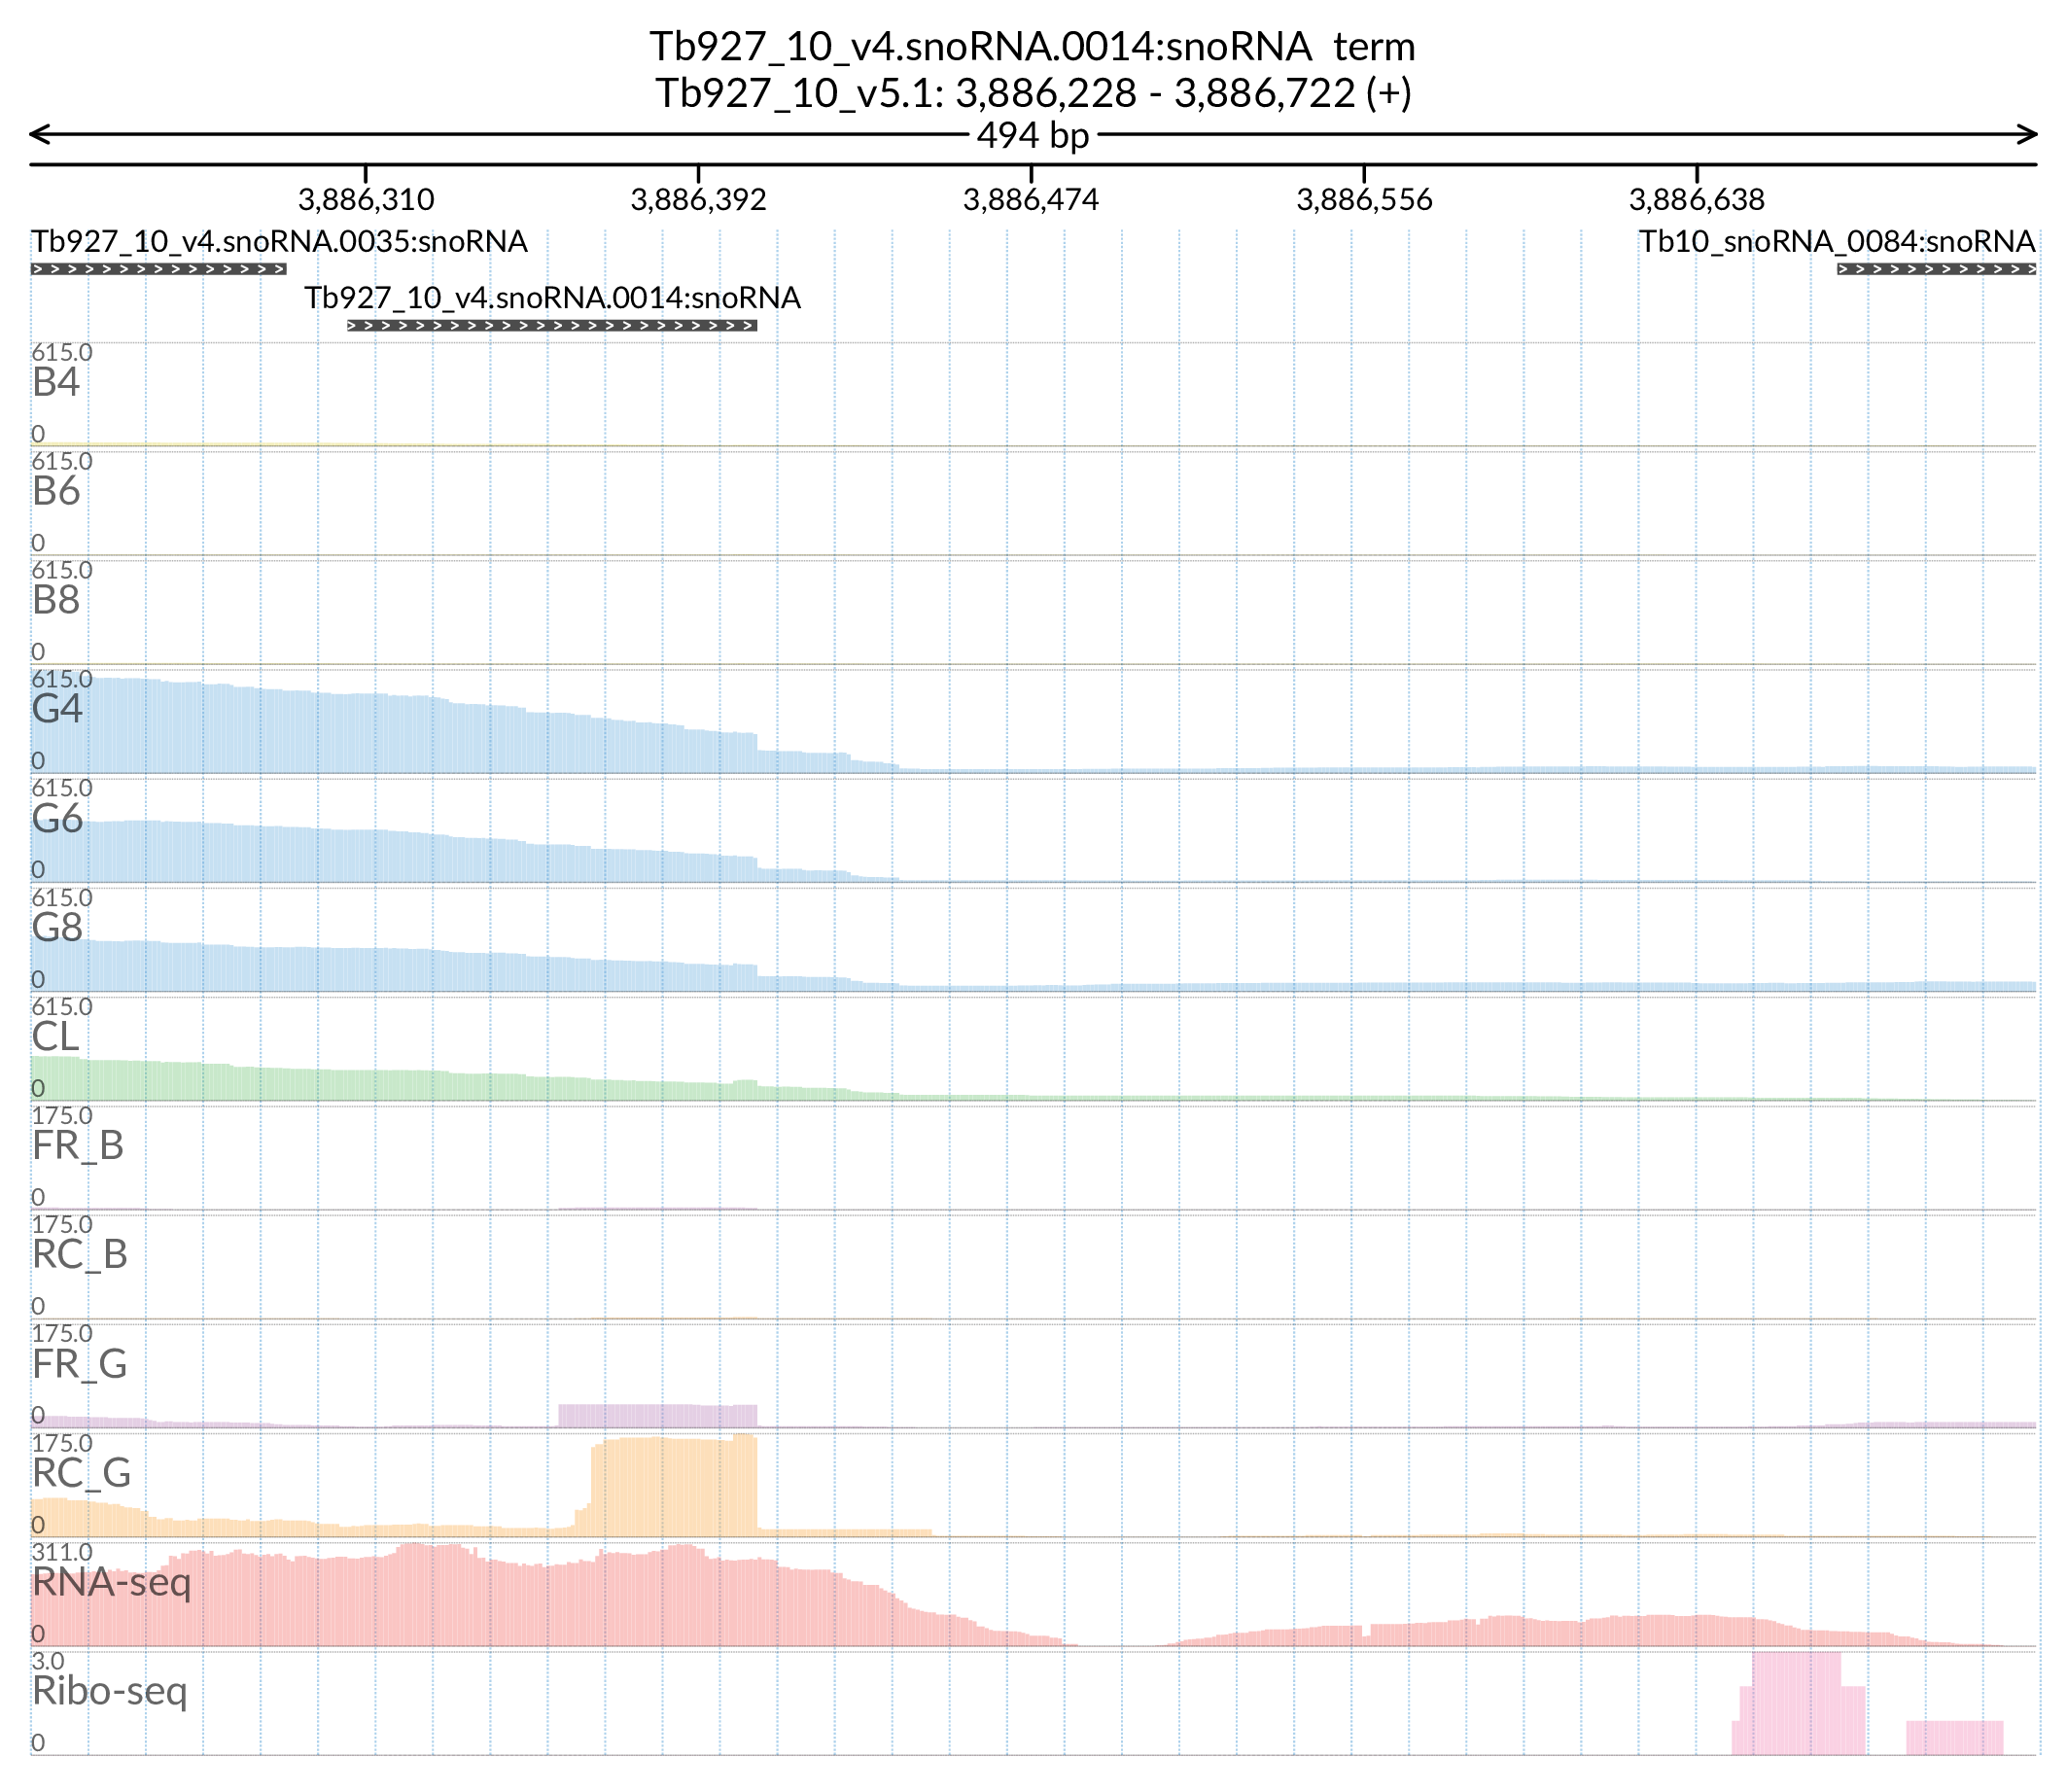 Tb927_10_v4.snoRNA.0014:snoRNA term
Tb927_10_v5.1: 3,886,228 - 3,886,722 (+)
494 bp
3,886,310 3,886,392 3,886,474 3,886,556 3,886,638
Tb927_10_v4.snoRNA.0035:snoRNA Tb10_snoRNA_0084:snoRNA
Tb927_10_v4.snoRNA.0014:snoRNA
615.0
B4
0
615.0
B6
0
615.0
B8
0
615.0
G4
0
615.0
G6
0
615.0
G8
0
615.0
CL
0
175.0
FR_B
0
175.0
RC_B
0
175.0
FR_G
0
175.0
RC_G
0
311.0
RNA-seq
0
3.0
Ribo-seq
0